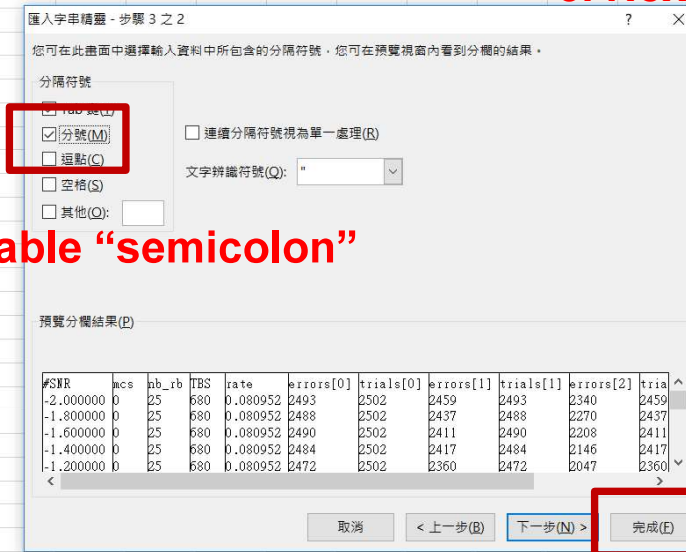 匯入字串精靈 - 步驟 3 之 2
? ×
您可在此畫面中選擇輸入資料中所包含的分隔符號，您可在預覽視窗內看到分欄的結果。
分隔符號
Tab 鍵(T)
分號(M)
連續分隔符號視為單一處理(R)
逗點(C)
文字辨識符號(Q): "
空格(S)
其他(O):
able “semicolon”
預覽分欄結果(P)
#SNR mcs nb_rb TBS rate errors[0] trials[0] errors[1] trials[1] errors[2] tria
-2.000000 0 25 680 0.080952 2493 2502 2459 2493 2340 2459
-1.800000 0 25 680 0.080952 2488 2502 2437 2488 2270 2437
-1.600000 0 25 680 0.080952 2490 2502 2411 2490 2208 2411
-1.400000 0 25 680 0.080952 2484 2502 2417 2484 2146 2417
-1.200000 0 25 680 0.080952 2472 2502 2360 2472 2047 2360
取消 < 上一步(B) 下一步(N) > 完成(F)